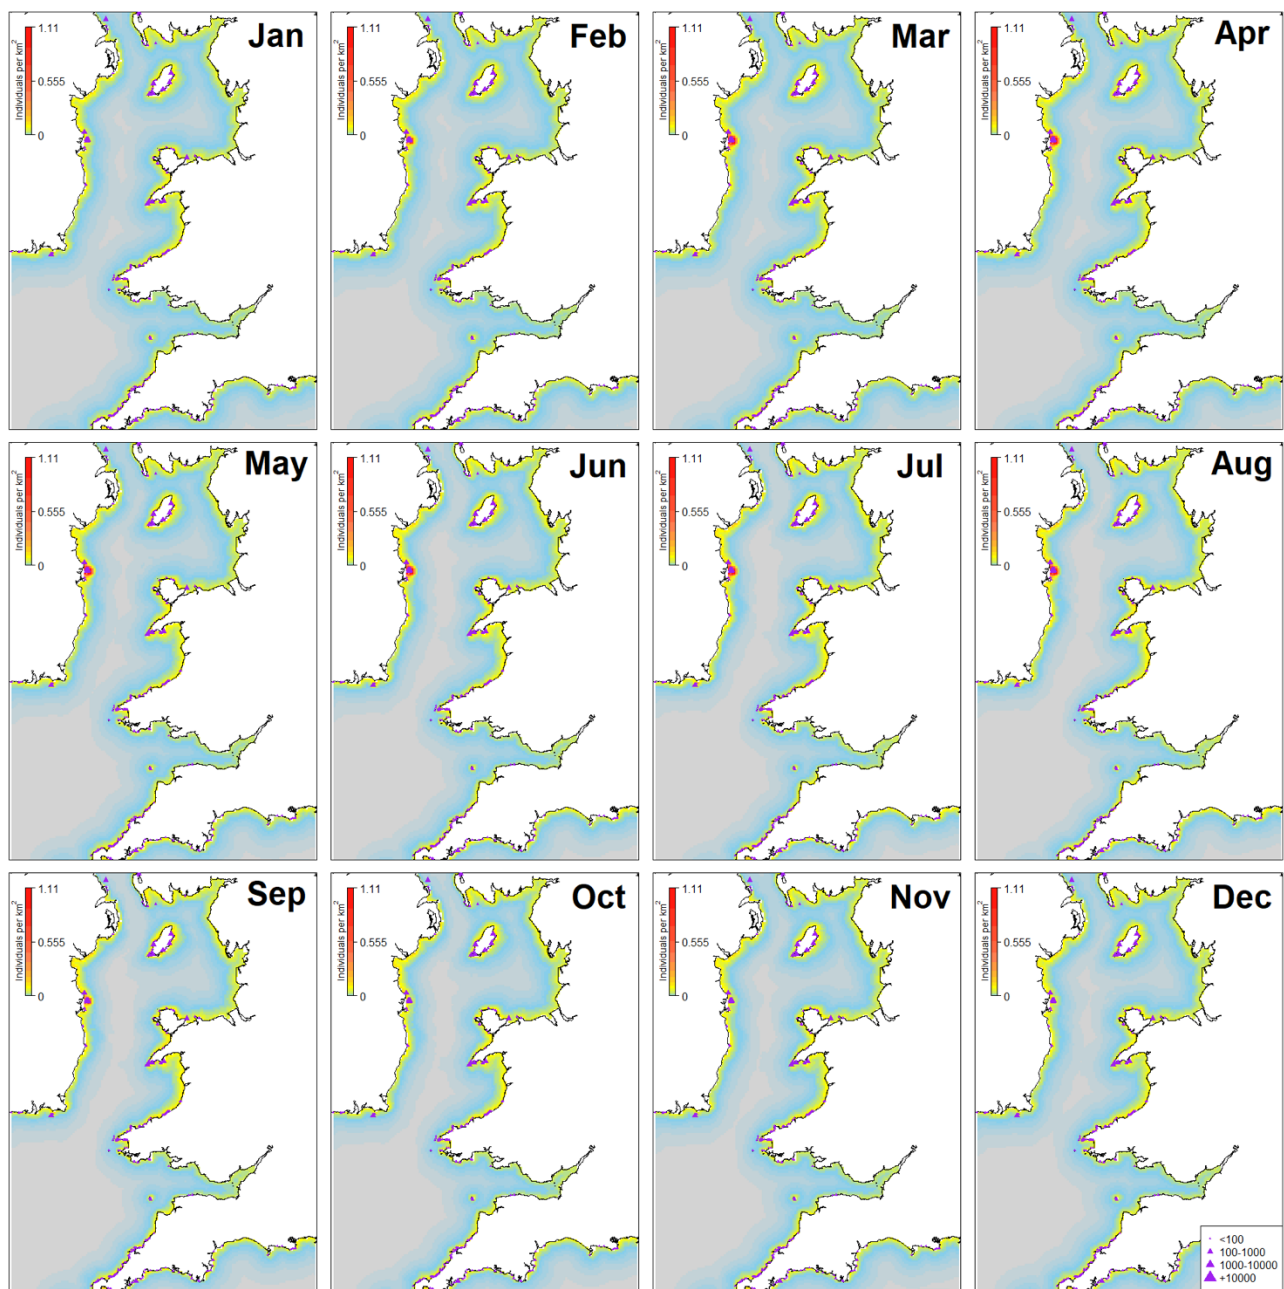 Jan
1.11
0.555
0
Individuals per km²
Feb
1.11
0.555
0
Individuals per km²
Mar
1.11
0.555
0
Individuals per km²
Apr
1.11
0.555
0
Individuals per km²
May
1.11
0.555
0
Individuals per km²
Jun
1.11
0.555
0
Individuals per km²
Jul
1.11
0.555
0
Individuals per km²
Aug
1.11
0.555
0
Individuals per km²
Sep
1.11
0.555
0
Individuals per km²
Oct
1.11
0.555
0
Individuals per km²
Nov
1.11
0.555
0
Individuals per km²
Dec
1.11
0.555
0
Individuals per km²
<100
100-1000
1000-10000
+10000